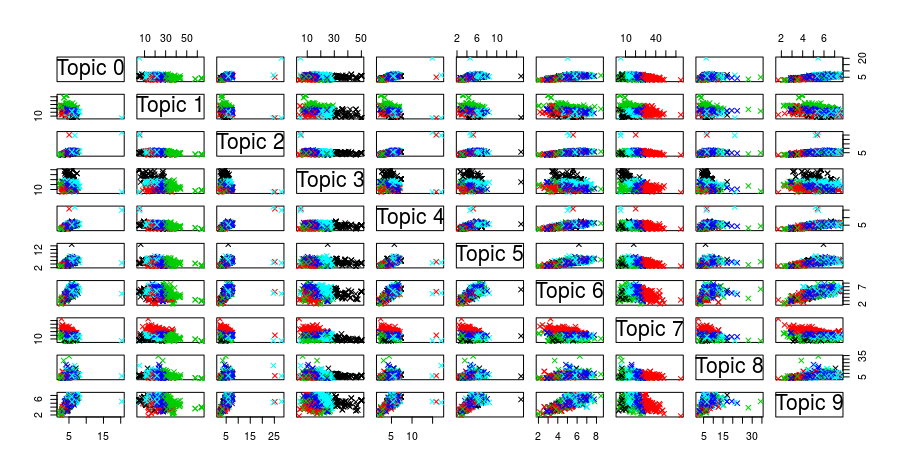 10 30 50
10 30 50
2 6 10
10 40
2 4 6
Topic 0
5 20
10
Topic 1
Topic 2
5
10
Topic 3
Topic 4
5
2 12
Topic 5
Topic 6
2 7
10
Topic 7
Topic 8
5 35
2 6
Topic 9
5 15
5 15 25
5 10
2 4 6 8
5 15 30